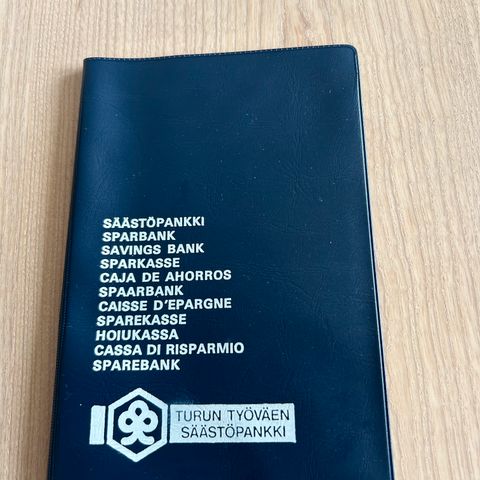 SÄÄSTÖPANKKI
SPARBANK
SAVINGS BANK
SPARKASSE
CAJA DE AHORROS
SPAARBANK
CAISSE D'EPARGNE
SPAREKASSE
HOIUKASSA
CASSA DI RISPARMIO
SPAREBANK
TURUN TYÖVÄEN
SÄÄSTÖPANKKI